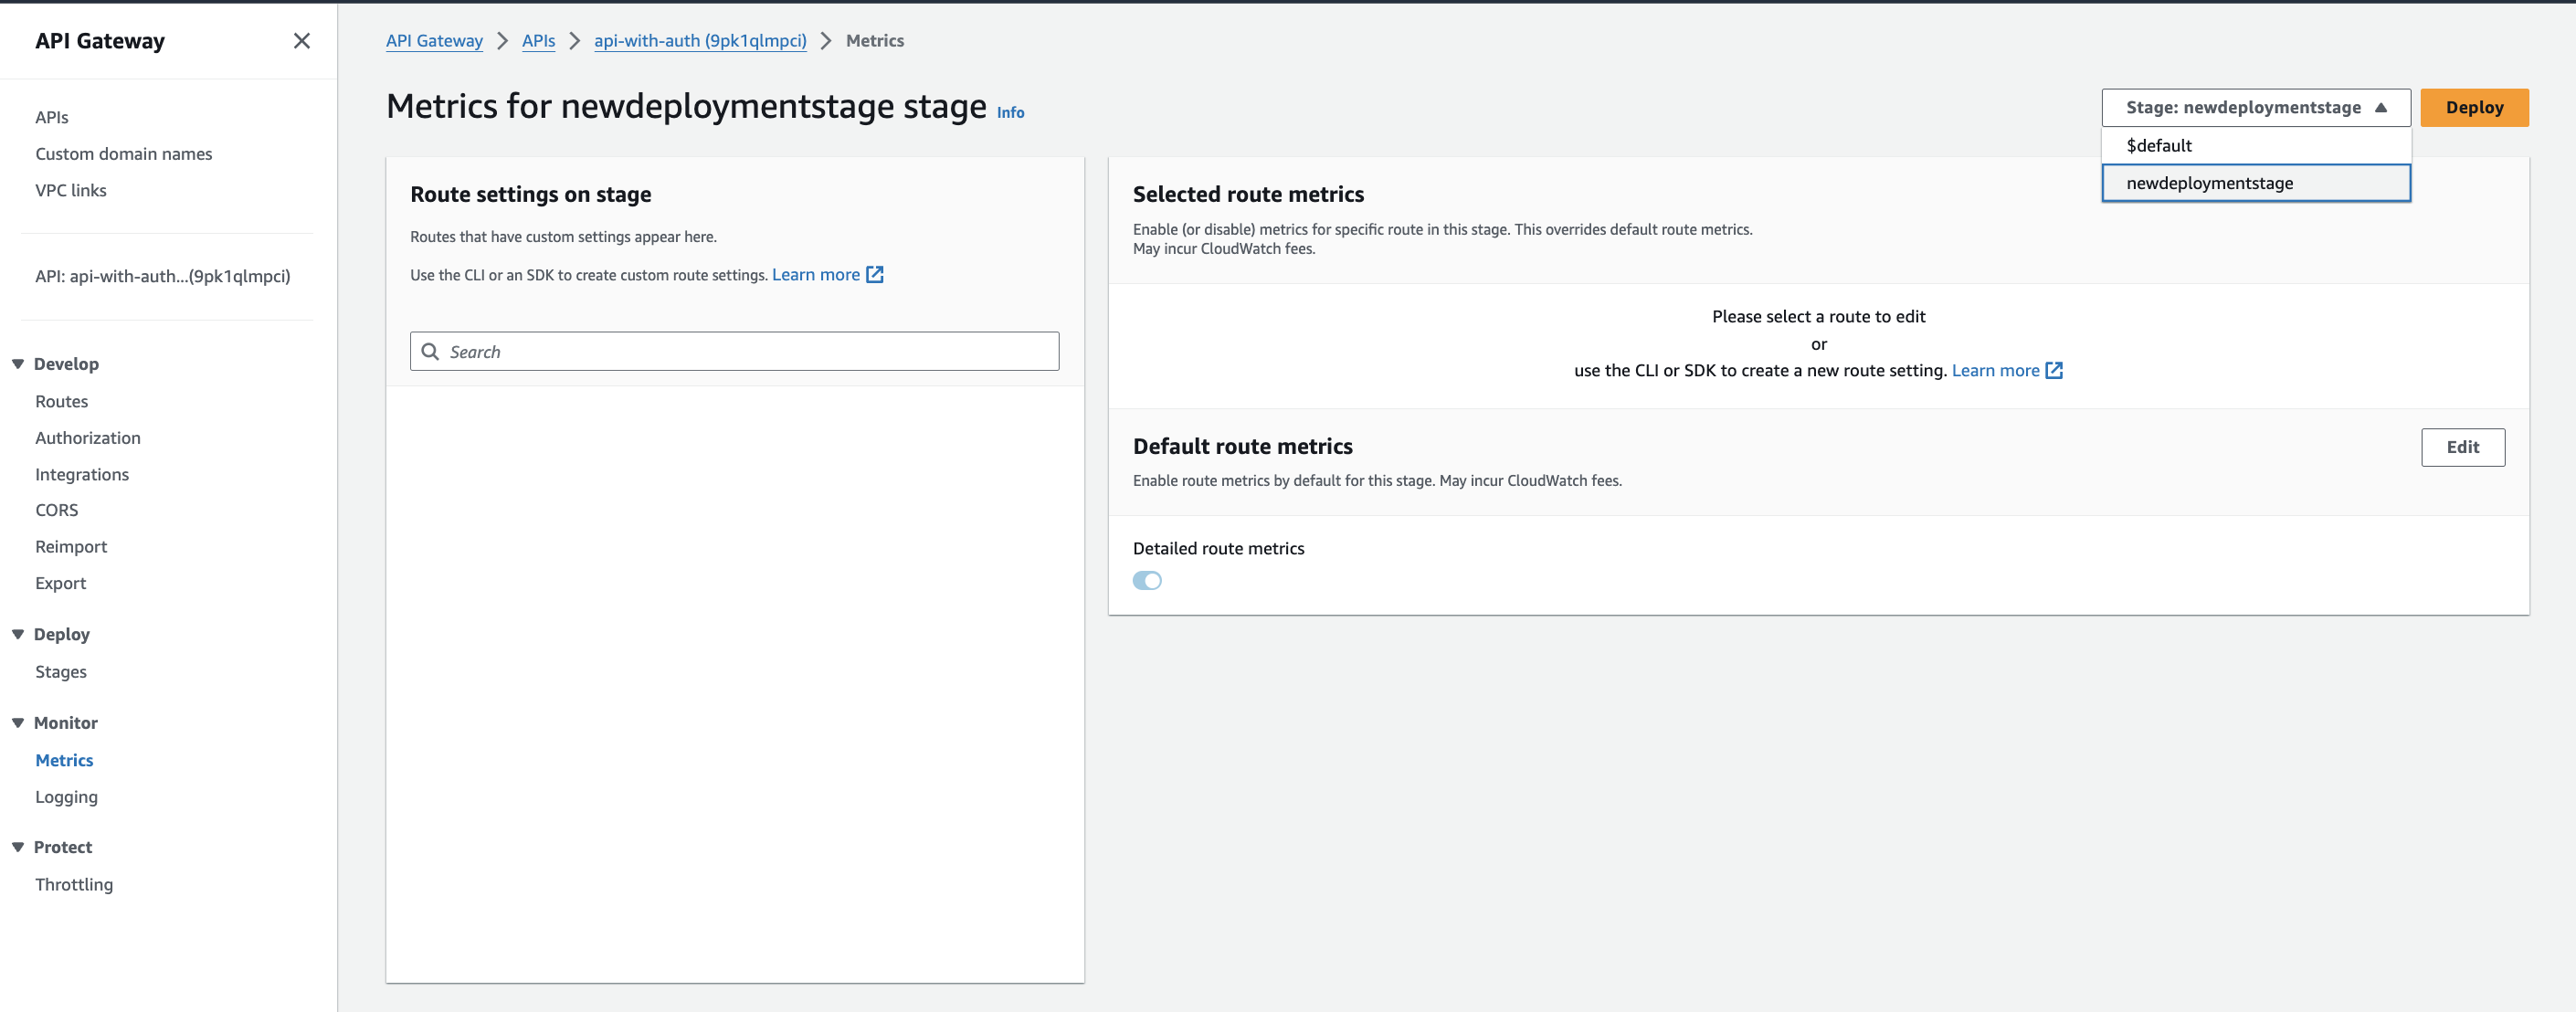 API Gateway
APIs
Custom domain names
VPC links
API: api-with-auth...(9pk1qlmpci)
Develop
Routes
Authorization
Integrations
CORS
Reimport
Export
Deploy
Stages
Monitor
Metrics
Logging
Protect
Throttling
API Gateway > APIs > api-with-auth (9pk1qlmpci) > Metrics
Metrics for newdeploymentstage stage Info
Stage: newdeploymentstage
Deploy
$default
newdeploymentstage
Route settings on stage
Routes that have custom settings appear here.
Use the CLI or an SDK to create custom route settings. Learn more
Search
Selected route metrics
Enable (or disable) metrics for specific route in this stage. This overrides default route metrics.
May incur CloudWatch fees.
Please select a route to edit
or
use the CLI or SDK to create a new route setting. Learn more
Default route metrics
Edit
Enable route metrics by default for this stage. May incur CloudWatch fees.
Detailed route metrics